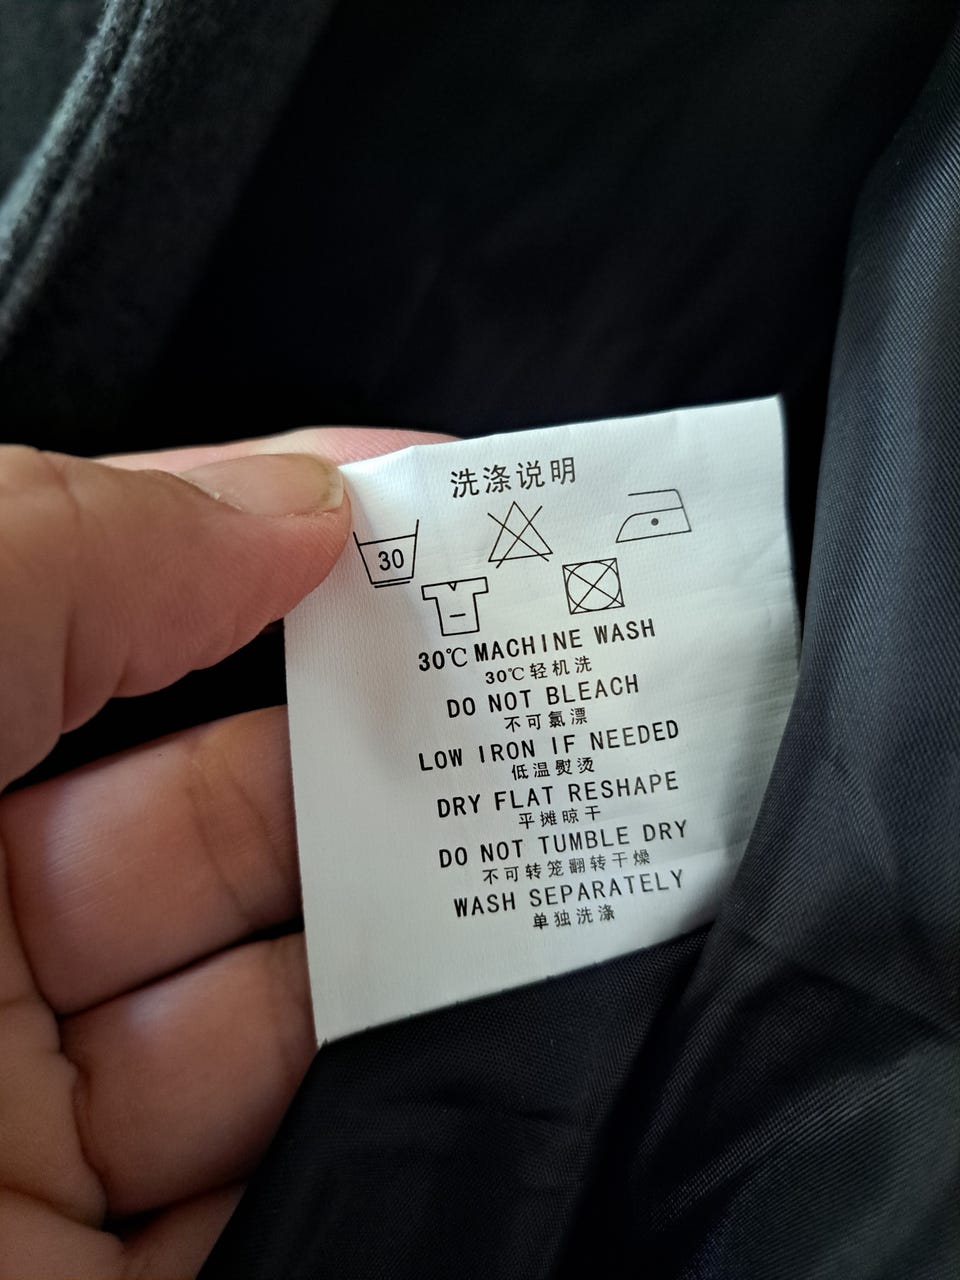 洗涤说明
30
30℃ MACHINE WASH
30℃轻机洗
DO NOT BLEACH
不可氯漂
LOW IRON IF NEEDED
低温熨烫
DRY FLAT RESHAPE
平摊晾干
DO NOT TUMBLE DRY
不可转笼翻转干燥
WASH SEPARATELY
单独洗涤